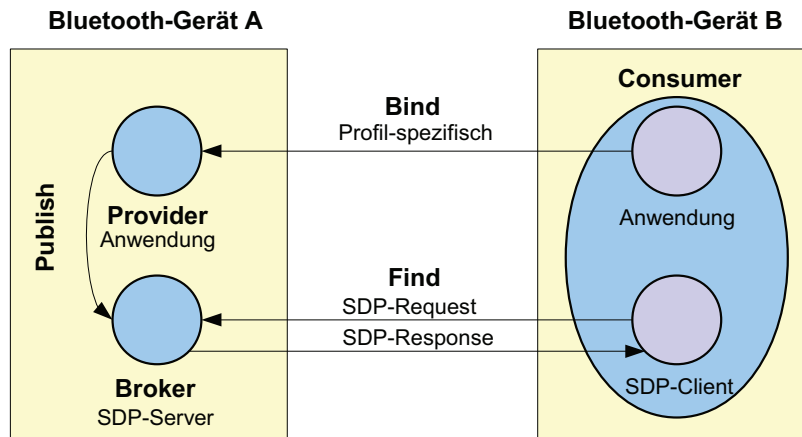 Bluetooth-Gerät A
Bluetooth-Gerät B
Consumer
Bind
Profil-spezifisch
Provider
Anwendung
Anwendung
Publish
Find
SDP-Request
SDP-Response
Broker
SDP-Server
SDP-Client